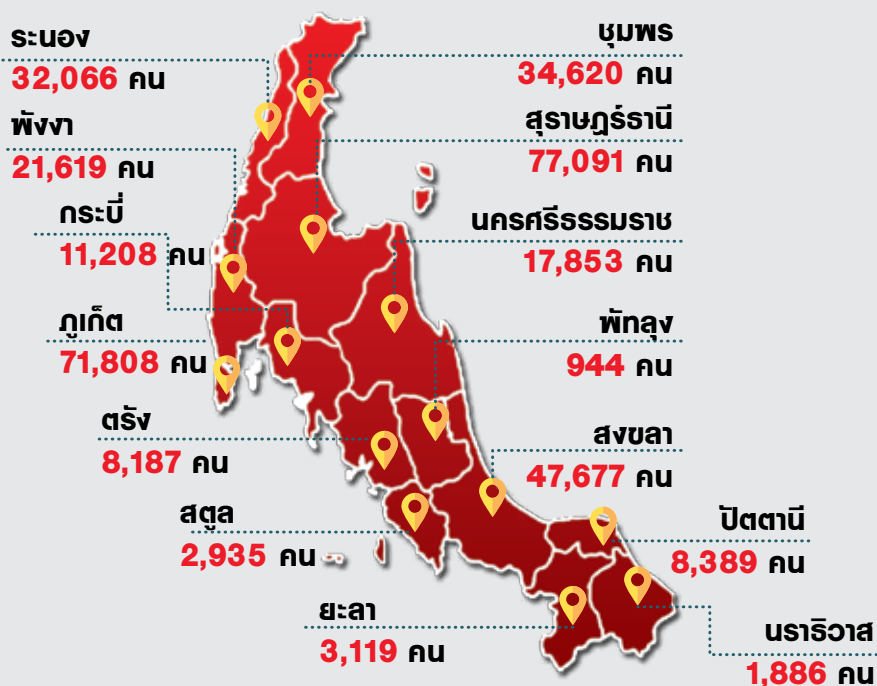 ระนอง
32,066 คน
พังงา
21,619 คน
กระบี่
11,208 คน
ภูเก็ต
71,808 คน
ตรัง
8,187 คน
สตูล
2,935 คน
ยะลา
3,119 คน
ชุมพร
34,620 คน
สุราษฎร์ธานี
77,091 คน
นครศรีธรรมราช
17,853 คน
พัทลุง
944 คน
สงขลา
47,677 คน
ปัตตานี
8,389 คน
นราธิวาส
1,886 คน